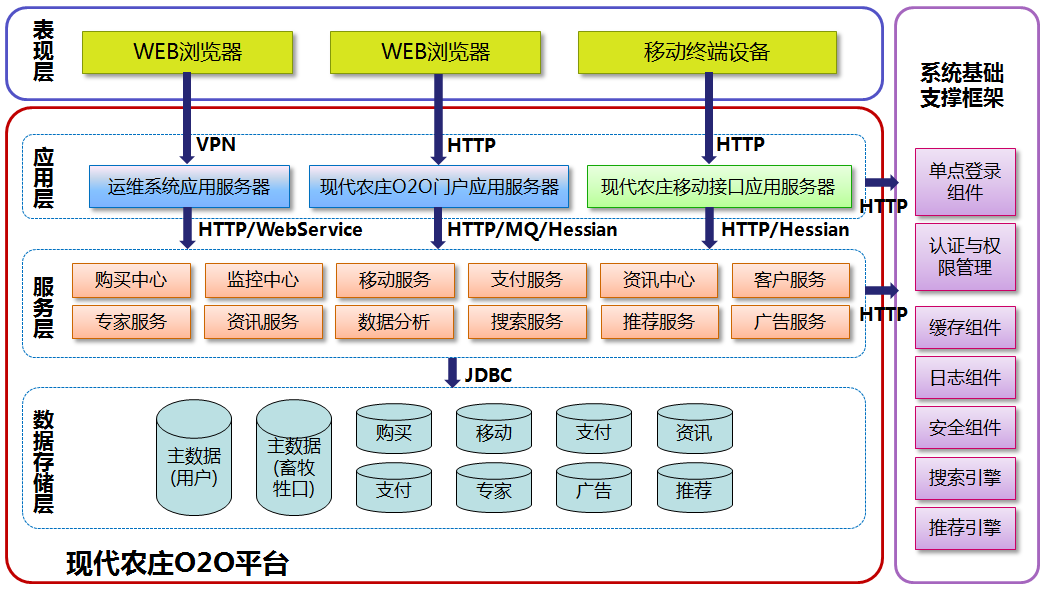 表现层
WEB浏览器
WEB浏览器
移动终端设备
VPN
HTTP
HTTP
应用层
运维系统应用服务器
现代农庄O2O门户应用服务器
现代农庄移动接口应用服务器
HTTP
HTTP/WebService
HTTP/MQ/Hessian
HTTP/Hessian
服务层
购买中心
监控中心
移动服务
支付服务
资讯中心
客户服务
专家服务
资讯服务
数据分析
搜索服务
推荐服务
广告服务
HTTP
JDBC
数据存储层
主数据
(用户)
主数据
(畜牧
牲口)
购买
移动
支付
资讯
支付
专家
广告
推荐
现代农庄O2O平台
系统基础
支撑框架
单点登录
组件
认证与权
限管理
缓存组件
日志组件
安全组件
搜索引擎
推荐引擎